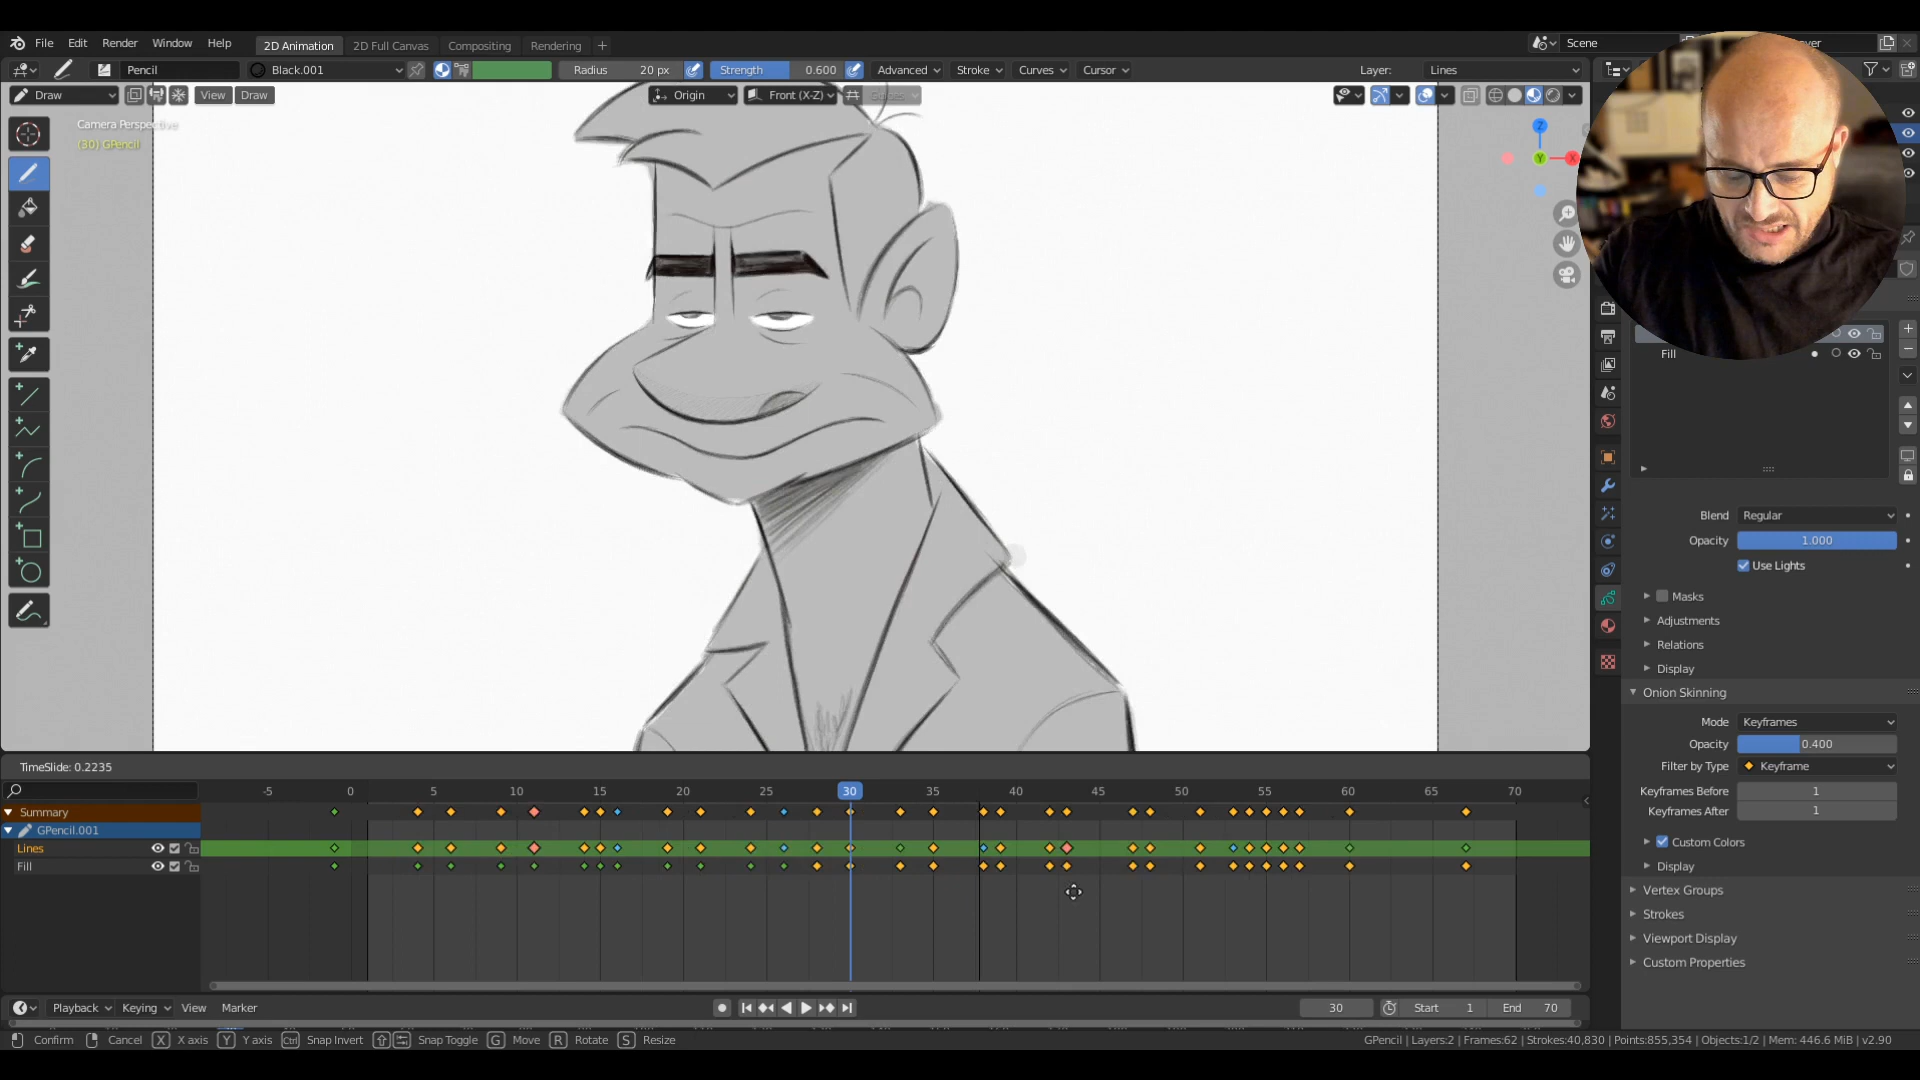 File Edit Render Window Help 2D Animation 2D Full Canvas Compositing Rendering + Scene
Pencil Black.001 Radius 20 px Strength 0.600 Advanced Stroke Curves Cursor Layer: Lines
Draw View Draw Origin Front (X-Z) Guides
Camera Perspective
(30) GPencil
Z
Y X
Fill
Blend Regular
Opacity 1.000
Use Lights
Masks
Adjustments
Relations
Display
Onion Skinning
Mode Keyframes
Opacity 0.400
Filter by Type Keyframe
Keyframes Before 1
Keyframes After 1
Custom Colors
Display
Vertex Groups
Strokes
Viewport Display
Custom Properties
TimeSlide: 0.2235
-5 0 5 10 15 20 25 30 35 40 45 50 55 60 65 70
Summary
GPencil.001
Lines
Fill
Playback Keying View Marker 30 Start 1 End 70
Confirm Cancel X X axis Y Y axis Ctrl Snap Invert Snap Toggle G Move R Rotate S Resize GPencil | Layers:2 | Frames:62 | Strokes:40,830 | Points:855,354 | Objects:1/2 | Mem: 446.6 MiB | v2.90